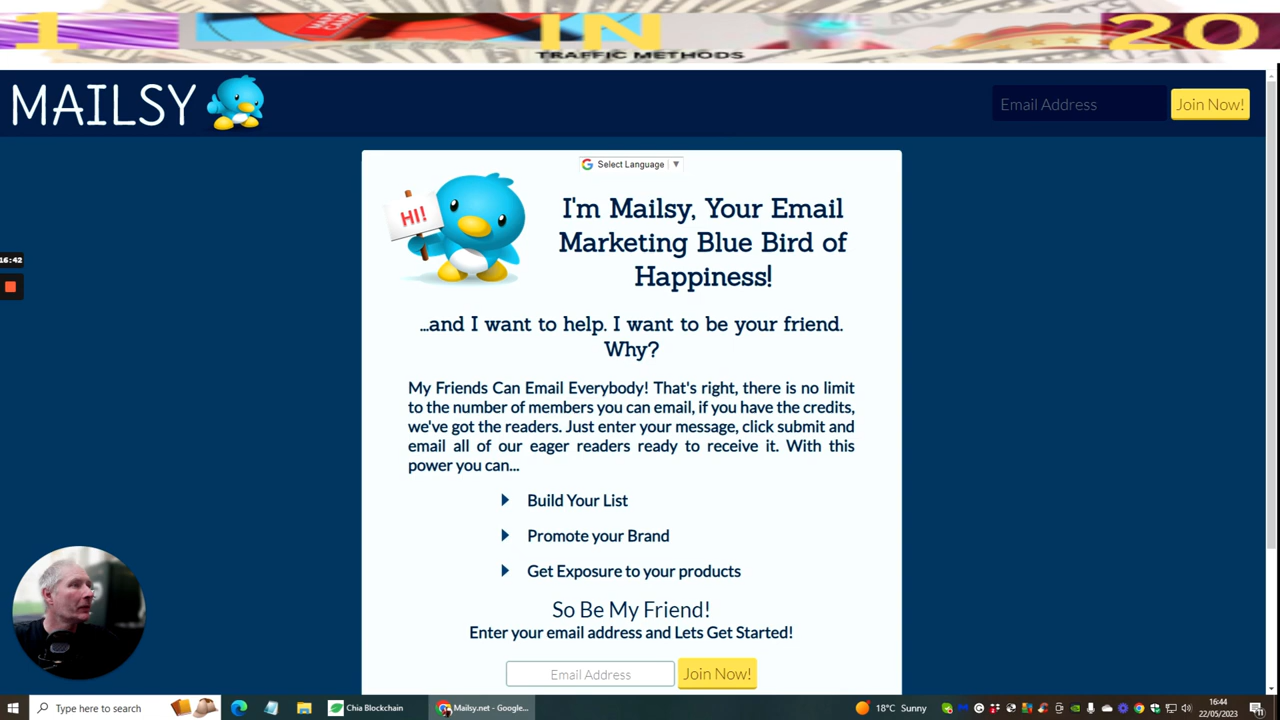 1 IN 20
TRAFFIC METHODS
MAILSY
Email Address
Join Now!
Select Language
HI!
I'm Mailsy, Your Email
Marketing Blue Bird of
Happiness!
...and I want to help. I want to be your friend.
Why?
My Friends Can Email Everybody! That's right, there is no limit
to the number of members you can email, if you have the credits,
we've got the readers. Just enter your message, click submit and
email all of our eager readers ready to receive it. With this
power you can...
Build Your List
Promote your Brand
Get Exposure to your products
So Be My Friend!
Enter your email address and Lets Get Started!
Email Address
Join Now!
16:42
Type here to search
Chia Blockchain
Mailsy.net - Google...
18°C Sunny
16:44
22/05/2023